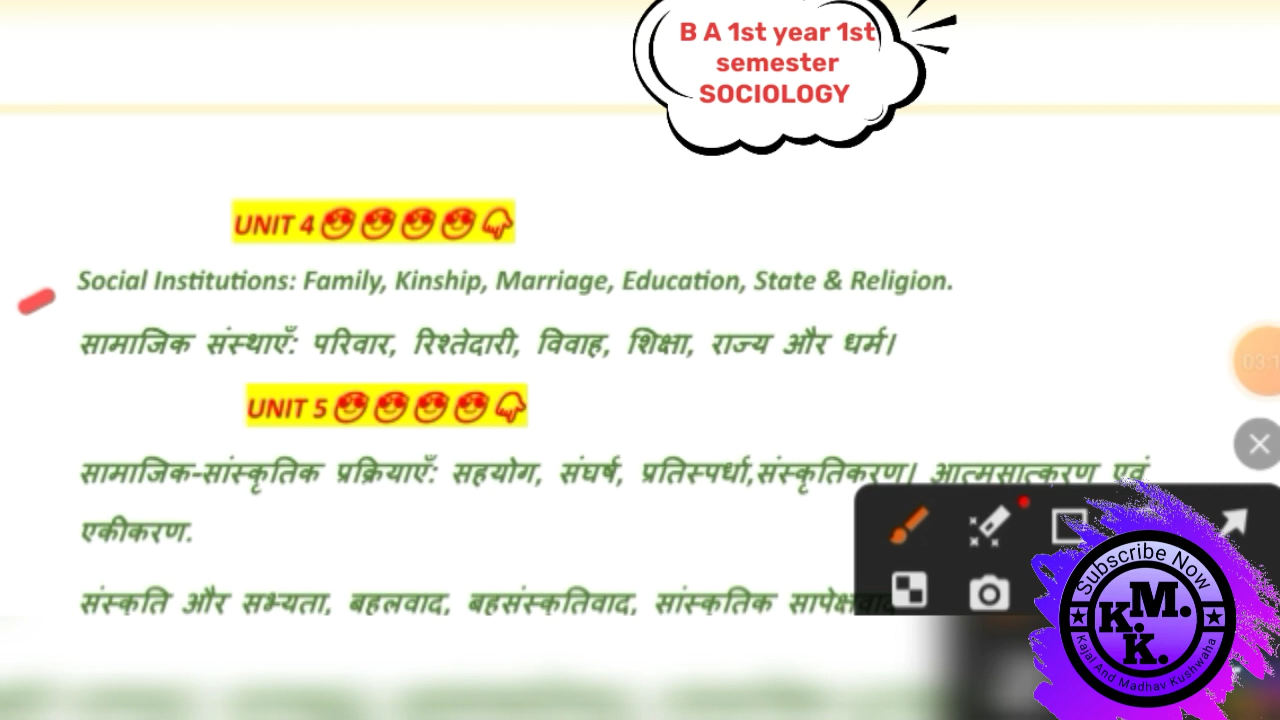 B A 1st year 1st
semester
SOCIOLOGY
UNIT 4
Social Institutions: Family, Kinship, Marriage, Education, State & Religion.
सामाजिक संस्थाएँ: परिवार, रिश्तेदारी, विवाह, शिक्षा, राज्य और धर्म।
UNIT 5
सामाजिक-सांस्कृतिक प्रक्रियाएँ: सहयोग, संघर्ष, प्रतिस्पर्धा,संस्कृतिकरण। आत्मसात्करण एवं
एकीकरण.
संस्कृति और सभ्यता, बहुलवाद, बहुसंस्कृतिवाद, सांस्कृतिक सापेक्षवाद
Subscribe Now
K.M.
K.
Kajal And Madhav Kushwaha